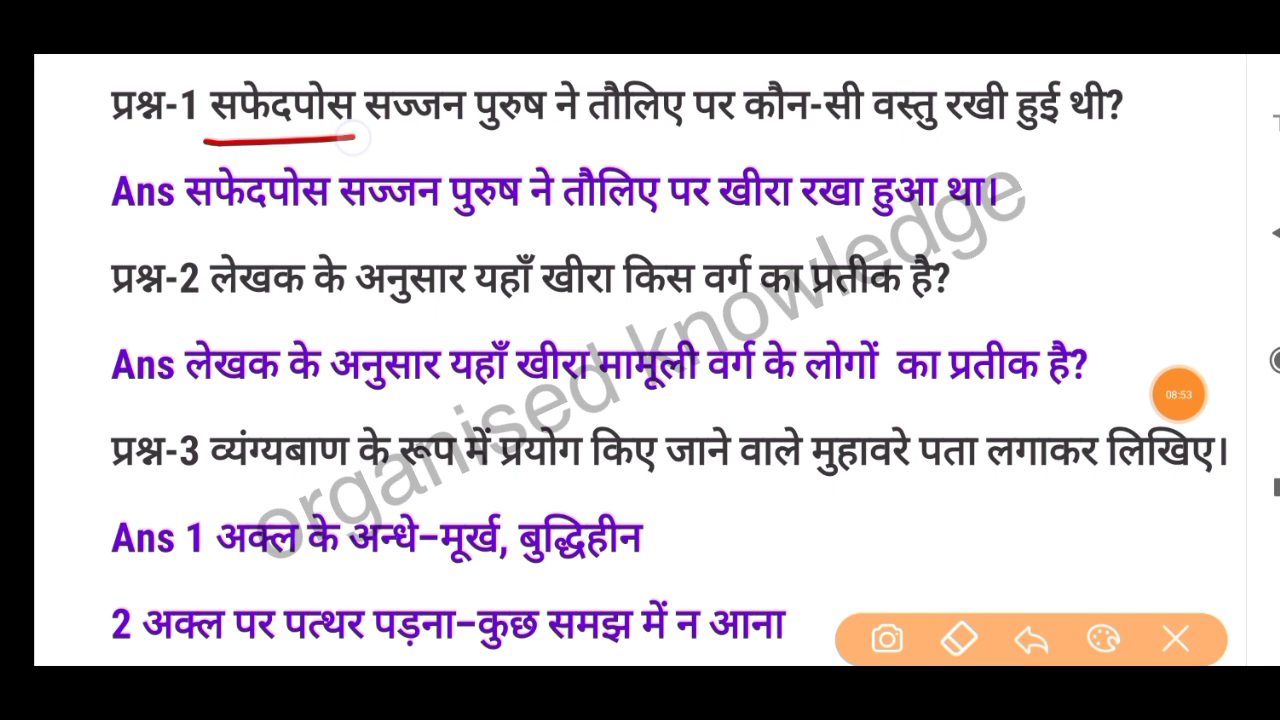 प्रश्न-1 सफेदपोस सज्जन पुरुष ने तौलिए पर कौन-सी वस्तु रखी हुई थी?
Ans सफेदपोस सज्जन पुरुष ने तौलिए पर खीरा रखा हुआ था।
प्रश्न-2 लेखक के अनुसार यहाँ खीरा किस वर्ग का प्रतीक है?
Ans लेखक के अनुसार यहाँ खीरा मामूली वर्ग के लोगों का प्रतीक है?
08:53
प्रश्न-3 व्यंग्यबाण के रूप में प्रयोग किए जाने वाले मुहावरे पता लगाकर लिखिए।
Ans 1 अक्ल के अन्धे–मूर्ख, बुद्धिहीन
2 अक्ल पर पत्थर पड़ना–कुछ समझ में न आना
organised knowledge